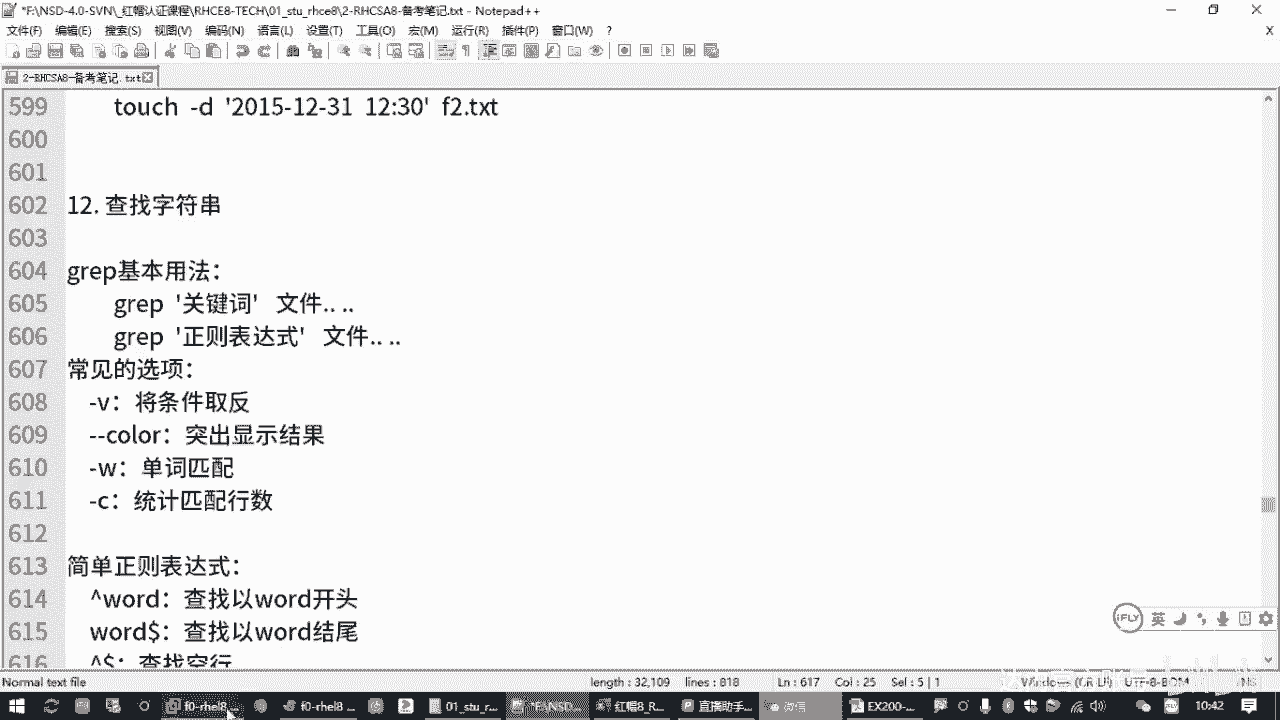 *F:\NSD-4.0-SVN\_红帽认证课程\RHCE8-TECH\01_stu_rhce8\2-RHCSA8-备考笔记.txt - Notepad++
文件(F) 编辑(E) 搜索(S) 视图(V) 编码(N) 语言(L) 设置(T) 工具(O) 宏(M) 运行(R) 插件(P) 窗口(W) ? X
2-RHCSA8-备考笔记.txt
599 touch -d '2015-12-31 12:30' f2.txt
600
601
602 12. 查找字符串
603
604 grep基本用法：
605 grep '关键词' 文件.. ..
606 grep '正则表达式' 文件.. ..
607 常见的选项：
608 -v：将条件取反
609 --color：突出显示结果
610 -w：单词匹配
611 -c：统计匹配行数
612
613 简单正则表达式：
614 ^word：查找以word开头
615 word$：查找以word结尾
616 ^$：查找空行
iFLY 英
Normal text file length : 32,109 lines : 818 Ln : 617 Col : 25 Sel : 5 | 1 Windows (CR LF) UTF-8-BOM INS
f0-rhel8... f0-rhel8 ... 01_stu_r... *F:\NSD... 红帽8_R... 直播助手... 微信 EX200-... 10:42